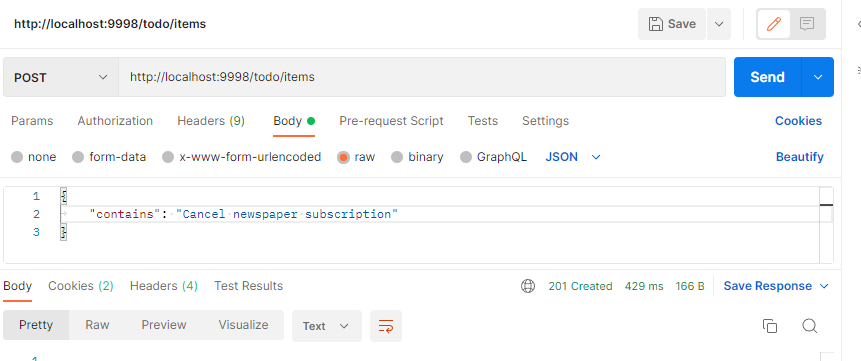 http://localhost:9998/todo/items Save
POST http://localhost:9998/todo/items Send
Params Authorization Headers (9) Body Pre-request Script Tests Settings Cookies
none form-data x-www-form-urlencoded raw binary GraphQL JSON Beautify
1 {
2 "contains": "Cancel newspaper subscription"
3 }
Body Cookies (2) Headers (4) Test Results 201 Created 429 ms 166 B Save Response
Pretty Raw Preview Visualize Text
1